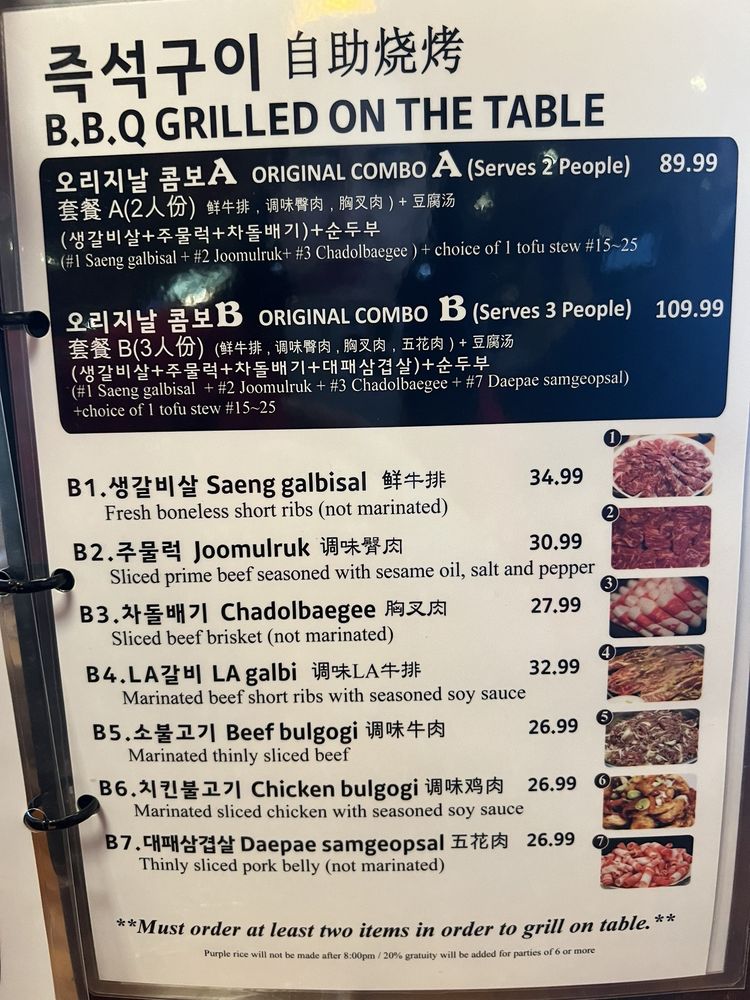 즉석구이 自助烧烤
B.B.Q GRILLED ON THE TABLE
오리지날 콤보A ORIGINAL COMBO A (Serves 2 People) 89.99
套餐 A(2人份) 鲜牛排 , 调味臀肉 , 胸叉肉 ) + 豆腐汤
(생갈비살+주물럭+차돌배기)+순두부
(#1 Saeng galbisal + #2 Joomulruk+ #3 Chadolbaegee ) + choice of 1 tofu stew #15~25
오리지날 콤보B ORIGINAL COMBO B (Serves 3 People) 109.99
套餐 B(3人份) (鲜牛排 , 调味臀肉 , 胸叉肉 , 五花肉 ) + 豆腐汤
(생갈비살+주물럭+차돌배기+대패삼겹살)+순두부
(#1 Saeng galbisal + #2 Joomulruk + #3 Chadolbaegee + #7 Daepae samgeopsal)
+choice of 1 tofu stew #15~25
B1.생갈비살 Saeng galbisal 鲜牛排 34.99 1
Fresh boneless short ribs (not marinated)
B2.주물럭 Joomulruk 调味臀肉 30.99 2
Sliced prime beef seasoned with sesame oil, salt and pepper
B3.차돌배기 Chadolbaegee 胸叉肉 27.99 3
Sliced beef brisket (not marinated)
B4.LA갈비 LA galbi 调味LA牛排 32.99 4
Marinated beef short ribs with seasoned soy sauce
B5.소불고기 Beef bulgogi 调味牛肉 26.99 5
Marinated thinly sliced beef
B6.치킨불고기 Chicken bulgogi 调味鸡肉 26.99 6
Marinated sliced chicken with seasoned soy sauce
B7.대패삼겹살 Daepae samgeopsal 五花肉 26.99 7
Thinly sliced pork belly (not marinated)
**Must order at least two items in order to grill on table.**
Purple rice will not be made after 8:00pm / 20% gratuity will be added for parties of 6 or more